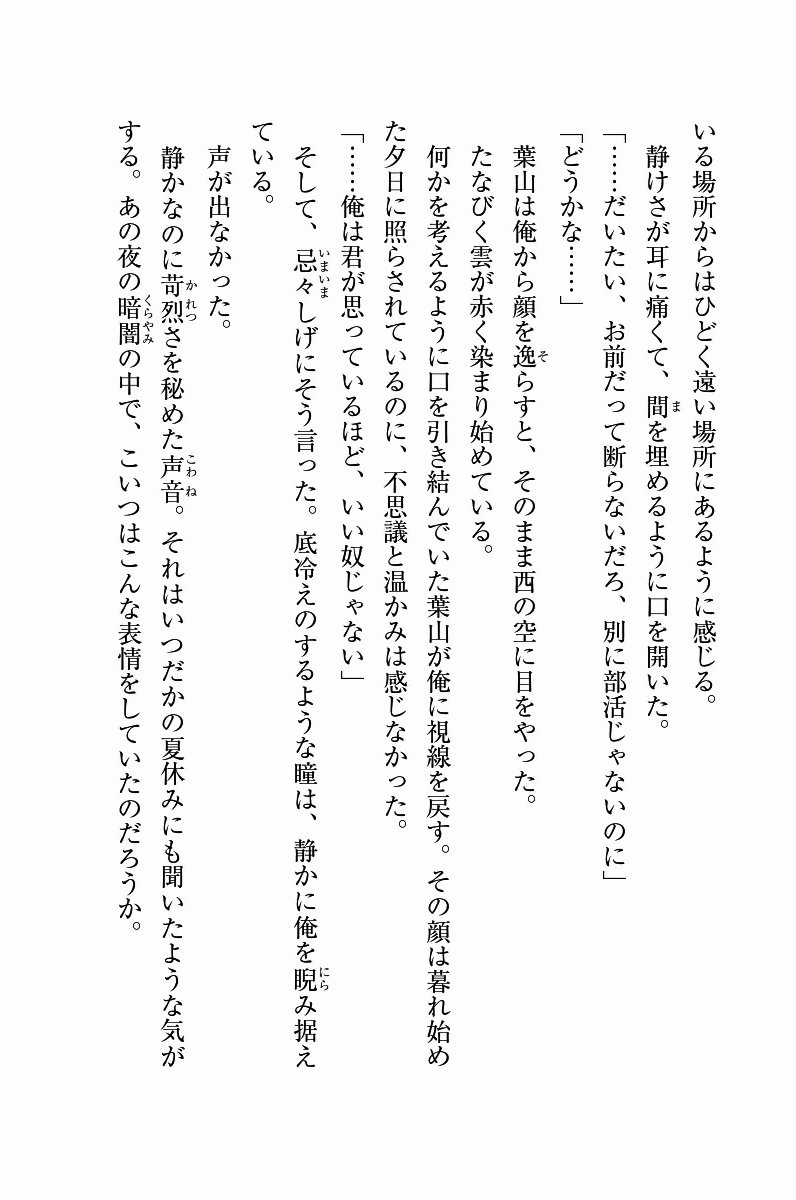 いる場所からはひどく遠い場所にあるように感じる。
　静けさが耳に痛くて、間を埋めるように口を開いた。
「……だいたい、お前だって断らないだろ、別に部活じゃないのに」
「どうかな……」
　葉山は俺から顔を逸らすと、そのまま西の空に目をやった。
　たなびく雲が赤く染まり始めている。
　何かを考えるように口を引き結んでいた葉山が俺に視線を戻す。その顔は暮れ始め
た夕日に照らされているのに、不思議と温かみは感じなかった。
「……俺は君が思っているほど、いい奴じゃない」
　そして、忌々しげにそう言った。底冷えのするような瞳は、静かに俺を睨み据え
ている。
　声が出なかった。
　静かなのに苛烈さを秘めた声音。それはいつだかの夏休みにも聞いたような気が
する。あの夜の暗闇の中で、こいつはこんな表情をしていたのだろうか。